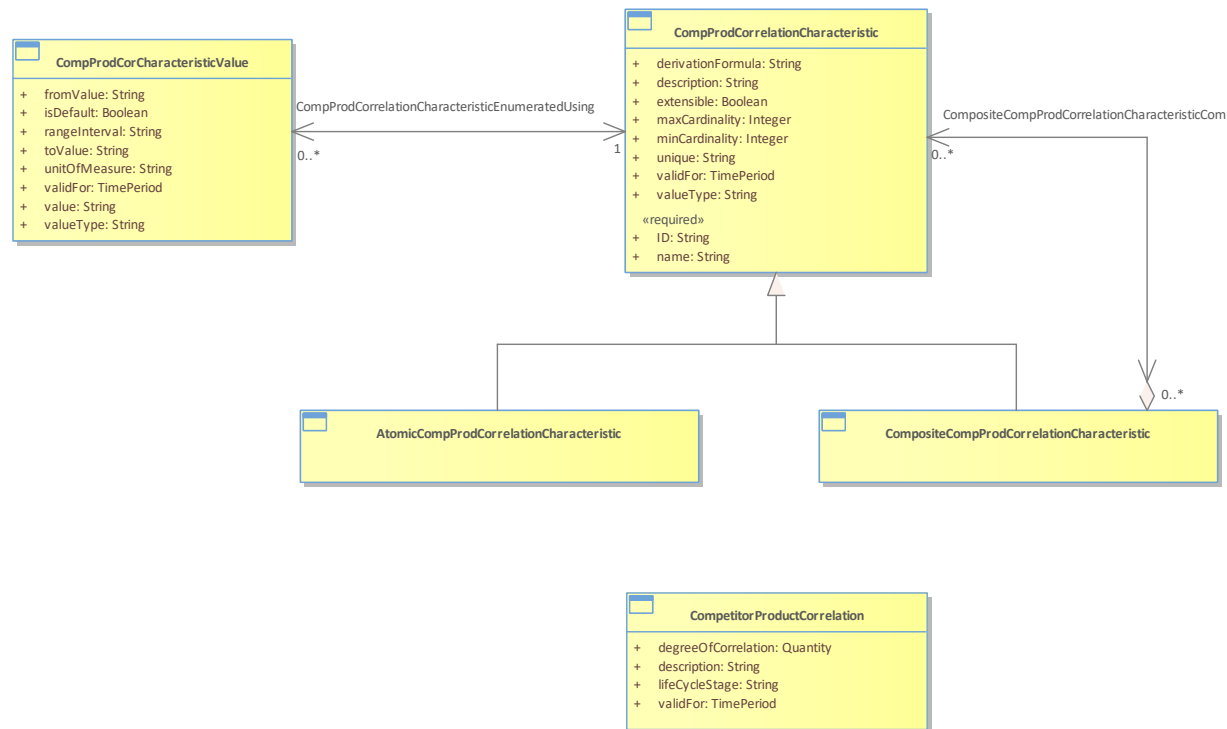 CompProdCorrelationCharacteristic
+ derivationFormula: String
+ description: String
+ extensible: Boolean
+ maxCardinality: Integer
+ minCardinality: Integer
+ unique: String
+ validFor: TimePeriod
+ valueType: String
«required»
+ ID: String
+ name: String
CompProdCorCharacteristicValue
+ fromValue: String
+ isDefault: Boolean
+ rangeInterval: String
+ toValue: String
+ unitOfMeasure: String
+ validFor: TimePeriod
+ value: String
+ valueType: String
CompProdCorrelationCharacteristicEnumeratedUsing
0..*
1
CompositeCompProdCorrelationCharacteristicCom
0..*
0..*
AtomicCompProdCorrelationCharacteristic
CompositeCompProdCorrelationCharacteristic
CompetitorProductCorrelation
+ degreeOfCorrelation: Quantity
+ description: String
+ lifeCycleStage: String
+ validFor: TimePeriod